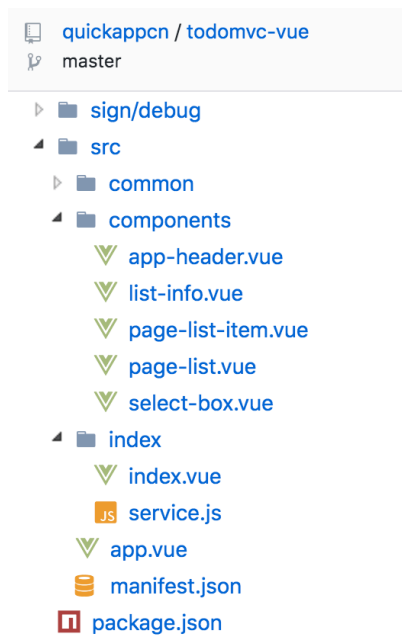 quickappcn / todomvc-vue
master
sign/debug
src
common
components
app-header.vue
list-info.vue
page-list-item.vue
page-list.vue
select-box.vue
index
index.vue
JS service.js
app.vue
manifest.json
package.json